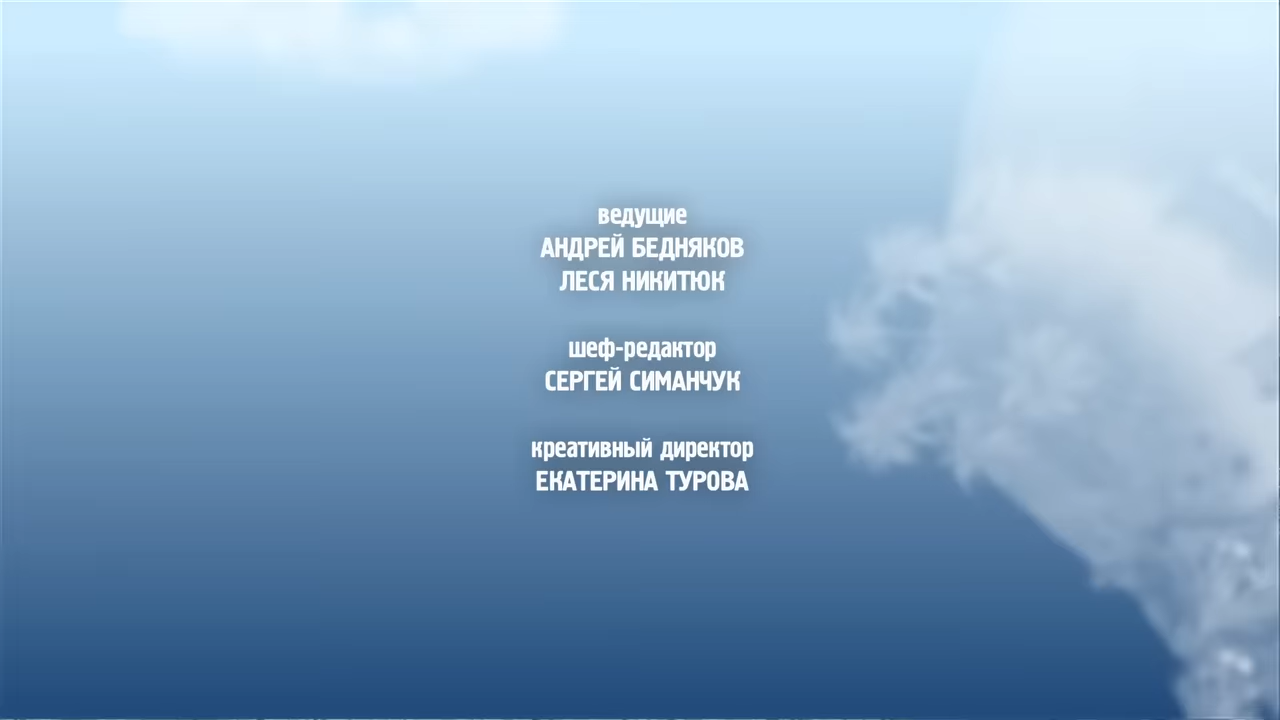 ведущие
АНДРЕЙ БЕДНЯКОВ
ЛЕСЯ НИКИТЮК
шеф-редактор
СЕРГЕЙ СИМАНЧУК
креативный директор
ЕКАТЕРИНА ТУРОВА